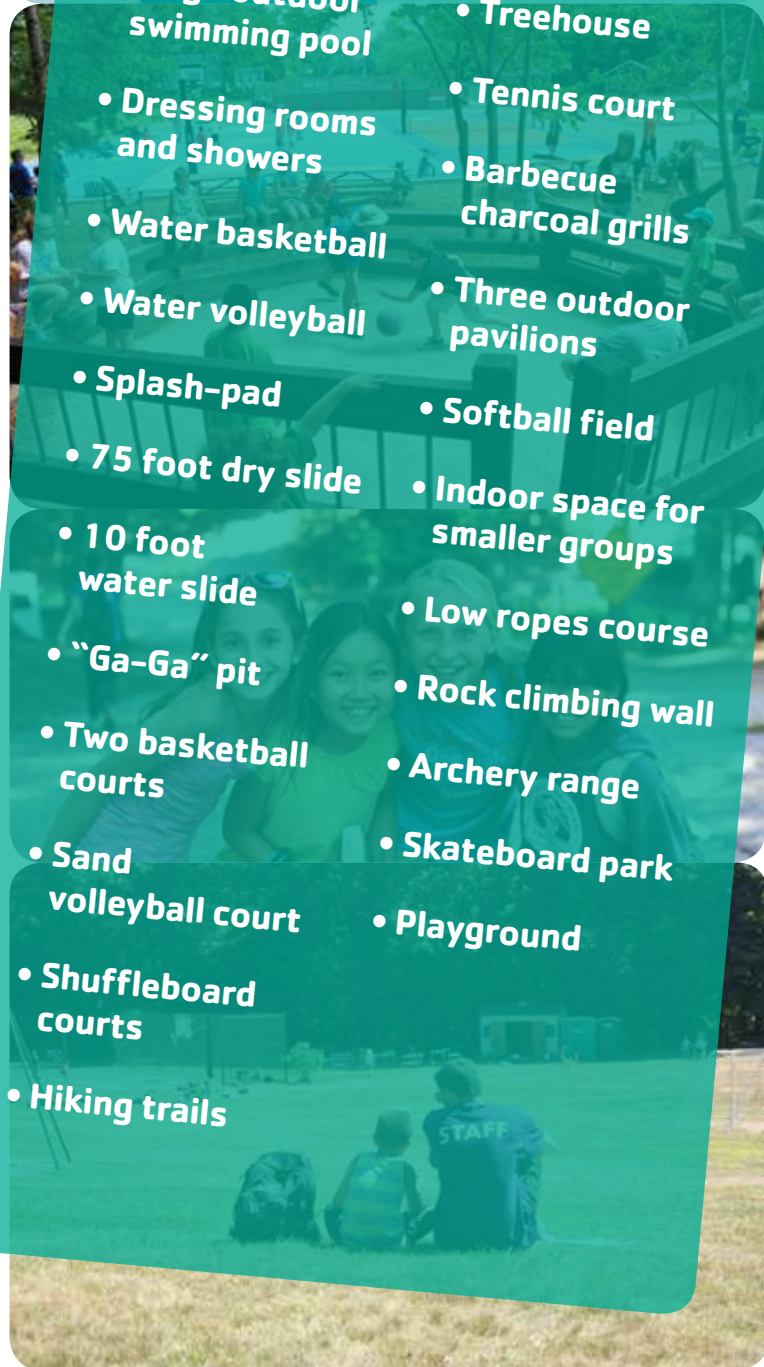 outdoor
swimming pool
• Dressing rooms
and showers
• Water basketball
• Water volleyball
• Splash-pad
• 75 foot dry slide
• 10 foot
water slide
• “Ga-Ga” pit
• Two basketball
courts
• Sand
volleyball court
• Shuffleboard
courts
• Hiking trails
• Treehouse
• Tennis court
• Barbecue
charcoal grills
• Three outdoor
pavilions
• Softball field
• Indoor space for
smaller groups
• Low ropes course
• Rock climbing wall
• Archery range
• Skateboard park
• Playground
STAFF